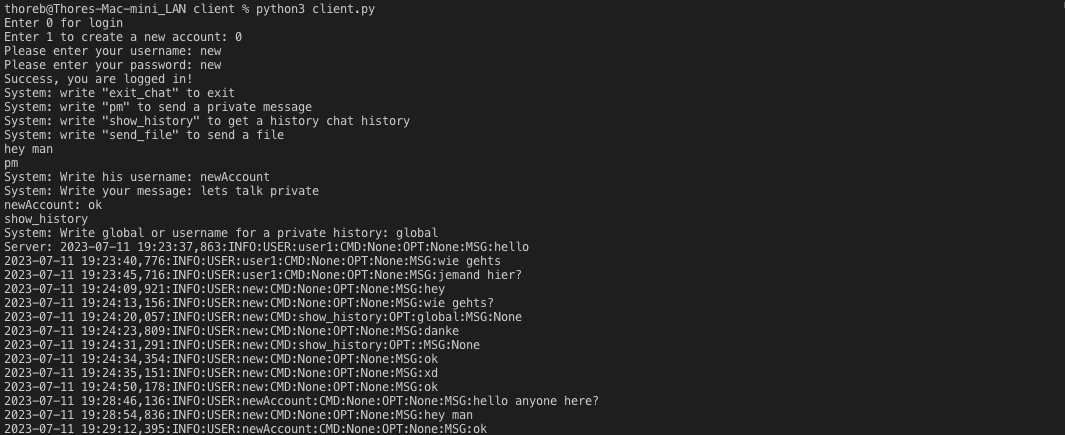 thoreb@Thores-Mac-mini_LAN client % python3 client.py
Enter 0 for login
Enter 1 to create a new account: 0
Please enter your username: new
Please enter your password: new
Success, you are logged in!
System: write "exit_chat" to exit
System: write "pm" to send a private message
System: write "show_history" to get a history chat history
System: write "send_file" to send a file
hey man
pm
System: Write his username: newAccount
System: Write your message: lets talk private
newAccount: ok
show_history
System: Write global or username for a private history: global
Server: 2023-07-11 19:23:37,863:INFO:USER:user1:CMD:None:OPT:None:MSG:hello
2023-07-11 19:23:40,776:INFO:USER:user1:CMD:None:OPT:None:MSG:wie gehts
2023-07-11 19:23:45,716:INFO:USER:user1:CMD:None:OPT:None:MSG:jemand hier?
2023-07-11 19:24:09,921:INFO:USER:new:CMD:None:OPT:None:MSG:hey
2023-07-11 19:24:13,156:INFO:USER:new:CMD:None:OPT:None:MSG:wie gehts?
2023-07-11 19:24:20,057:INFO:USER:new:CMD:show_history:OPT:global:MSG:None
2023-07-11 19:24:23,809:INFO:USER:new:CMD:None:OPT:None:MSG:danke
2023-07-11 19:24:31,291:INFO:USER:new:CMD:show_history:OPT::MSG:None
2023-07-11 19:24:34,354:INFO:USER:new:CMD:None:OPT:None:MSG:ok
2023-07-11 19:24:35,151:INFO:USER:new:CMD:None:OPT:None:MSG:xd
2023-07-11 19:24:50,178:INFO:USER:new:CMD:None:OPT:None:MSG:ok
2023-07-11 19:28:46,136:INFO:USER:newAccount:CMD:None:OPT:None:MSG:hello anyone here?
2023-07-11 19:28:54,836:INFO:USER:new:CMD:None:OPT:None:MSG:hey man
2023-07-11 19:29:12,395:INFO:USER:newAccount:CMD:None:OPT:None:MSG:ok